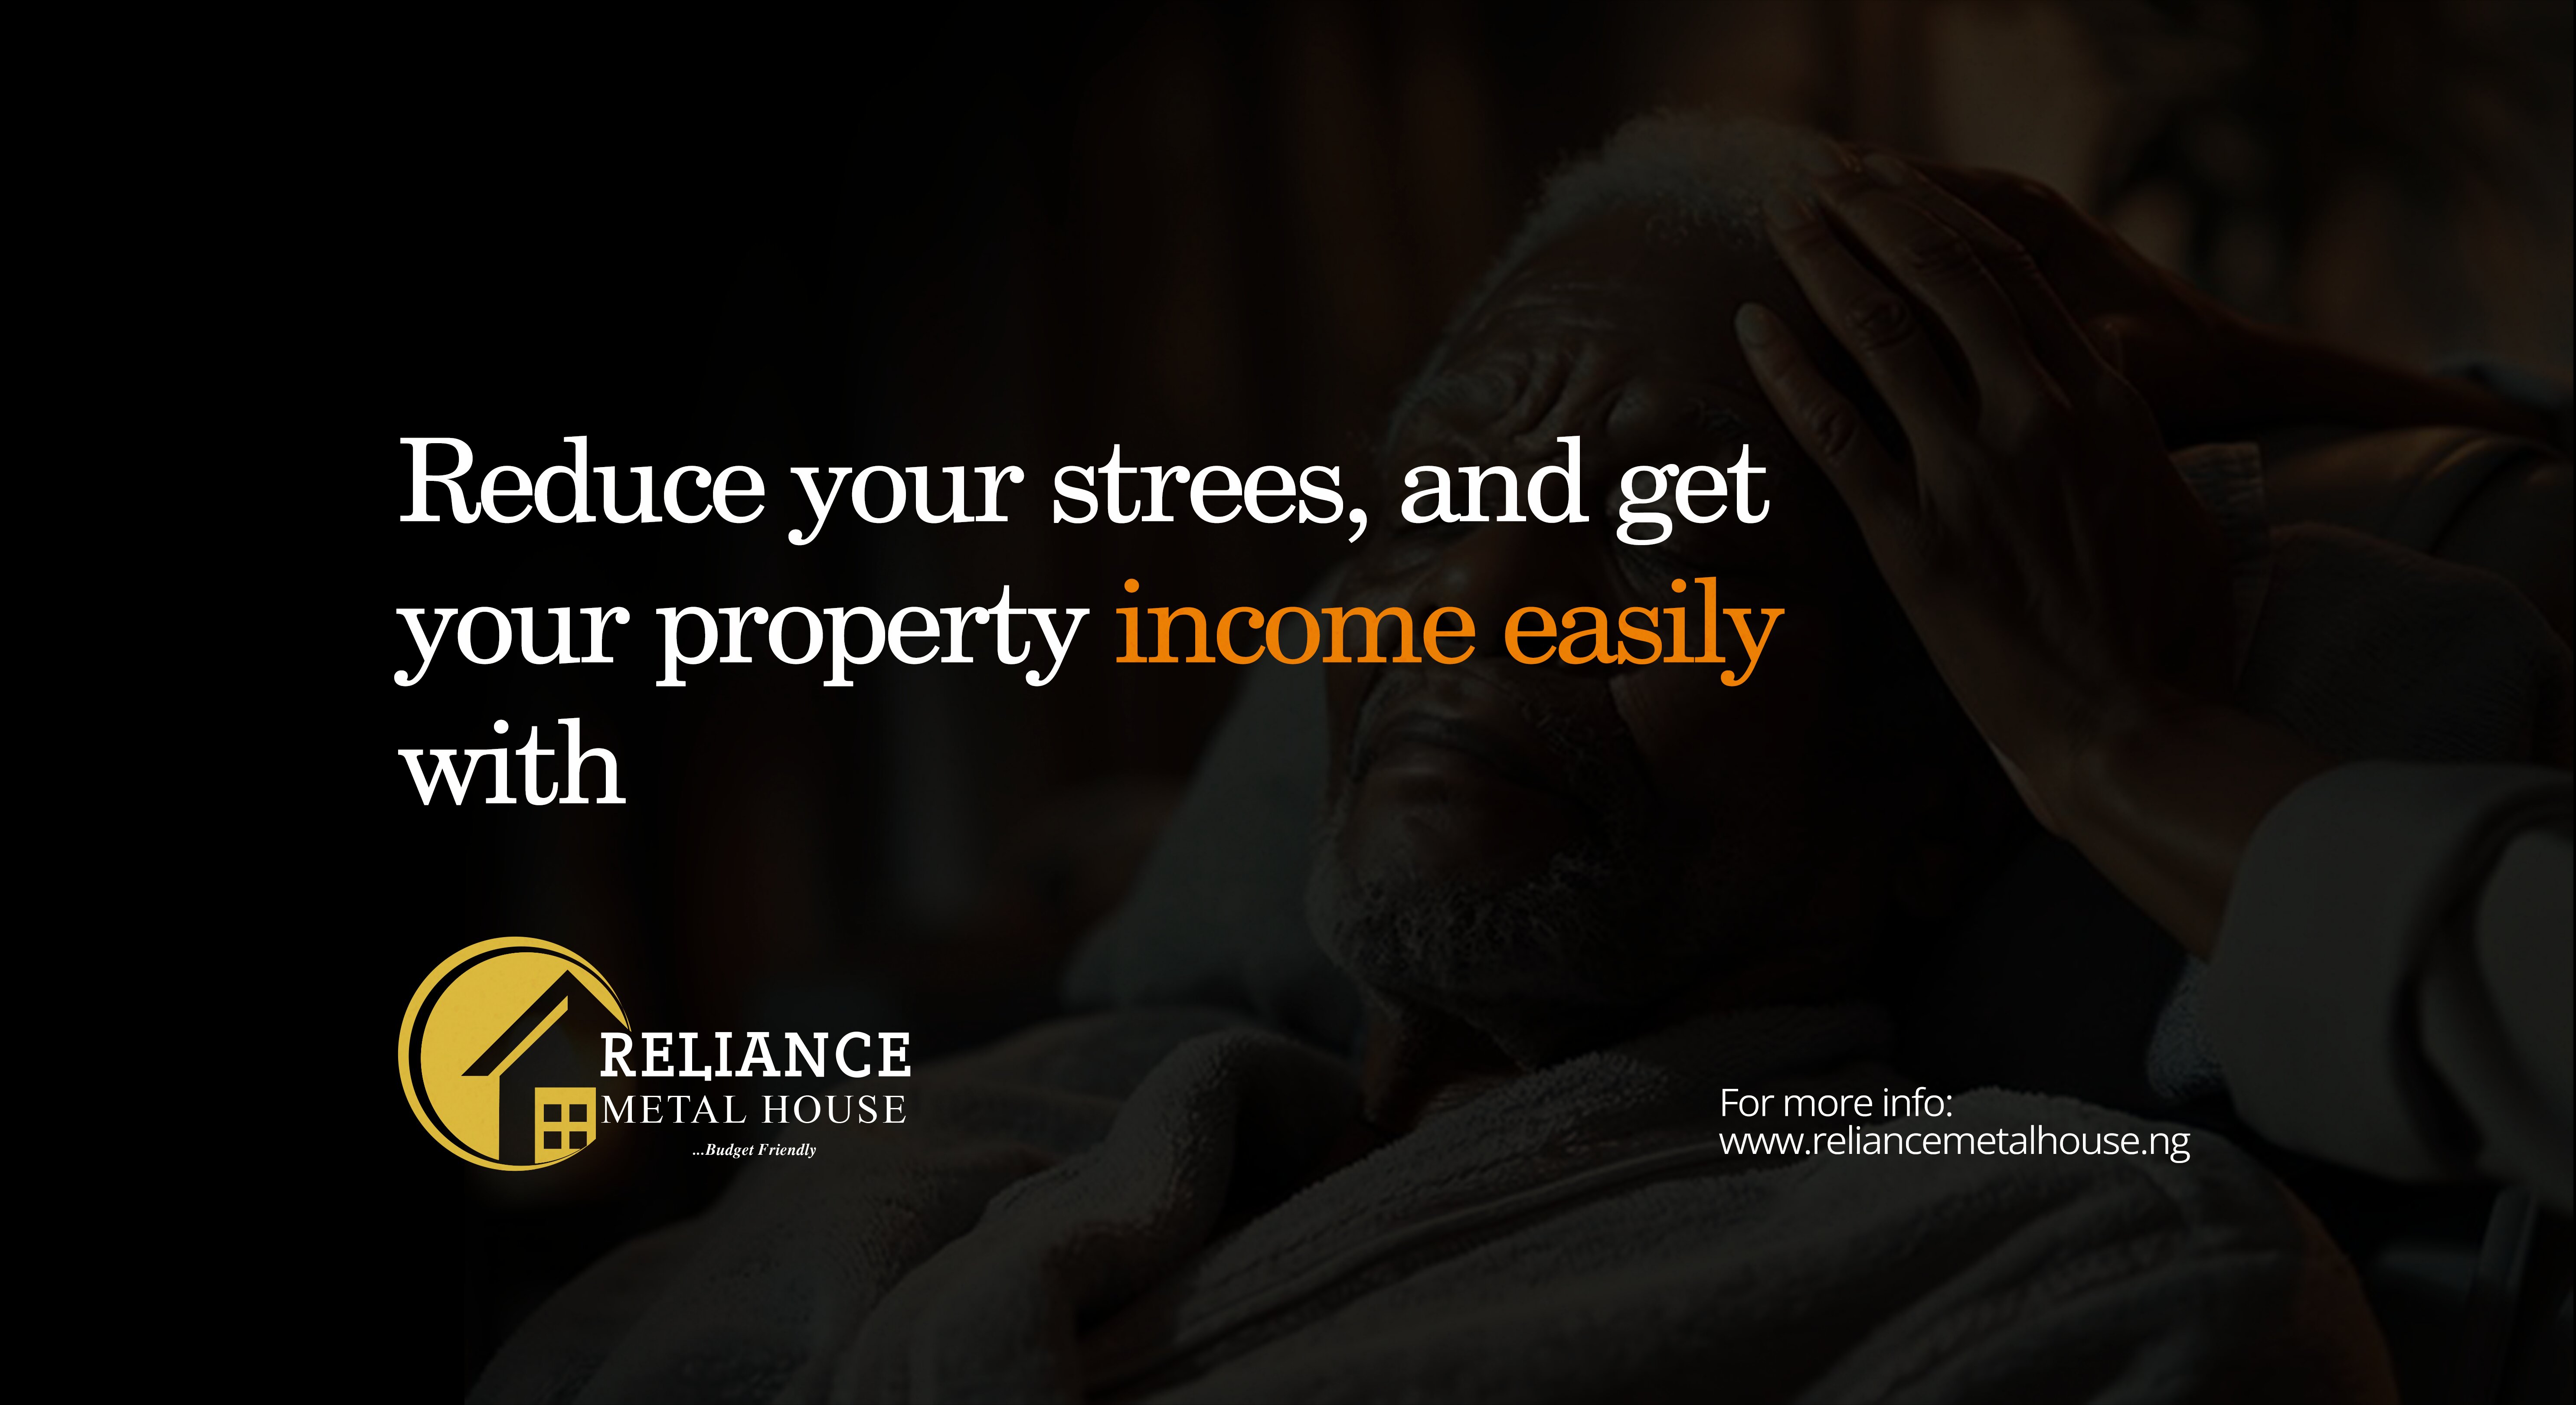 Reduce your strees, and get
your property income easily
with
RELIANCE
METAL HOUSE
...Budget Friendly
For more info:
www.reliancemetalhouse.ng